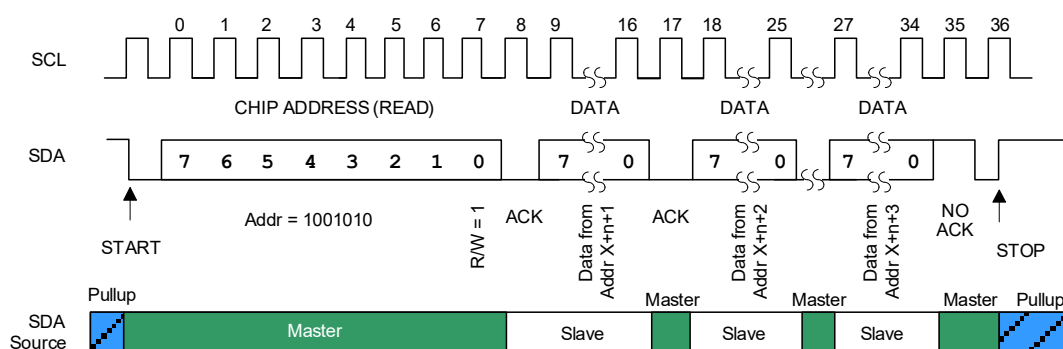 0 1 2 3 4 5 6 7 8 9 16 17 18 25 27 34 35 36
SCL
CHIP ADDRESS (READ) DATA DATA DATA
SDA
7 6 5 4 3 2 1 0 7 0 7 0 7 0
START
Addr = 1001010
R/W = 1
ACK
Data from
Addr X+n+1
ACK
Data from
Addr X+n+2
Data from
Addr X+n+3
NO
ACK
STOP
Pullup Master Master Master Pullup
SDA
Source
Master Slave Slave Slave